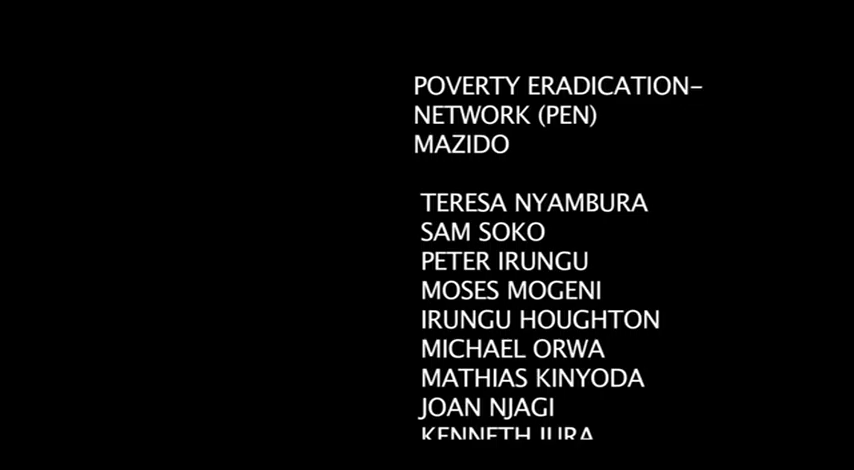 POVERTY ERADICATION-
NETWORK (PEN)
MAZIDO
TERESA NYAMBURA
SAM SOKO
PETER IRUNGU
MOSES MOGENI
IRUNGU HOUGHTON
MICHAEL ORWA
MATHIAS KINYODA
JOAN NJAGI
KENNETH